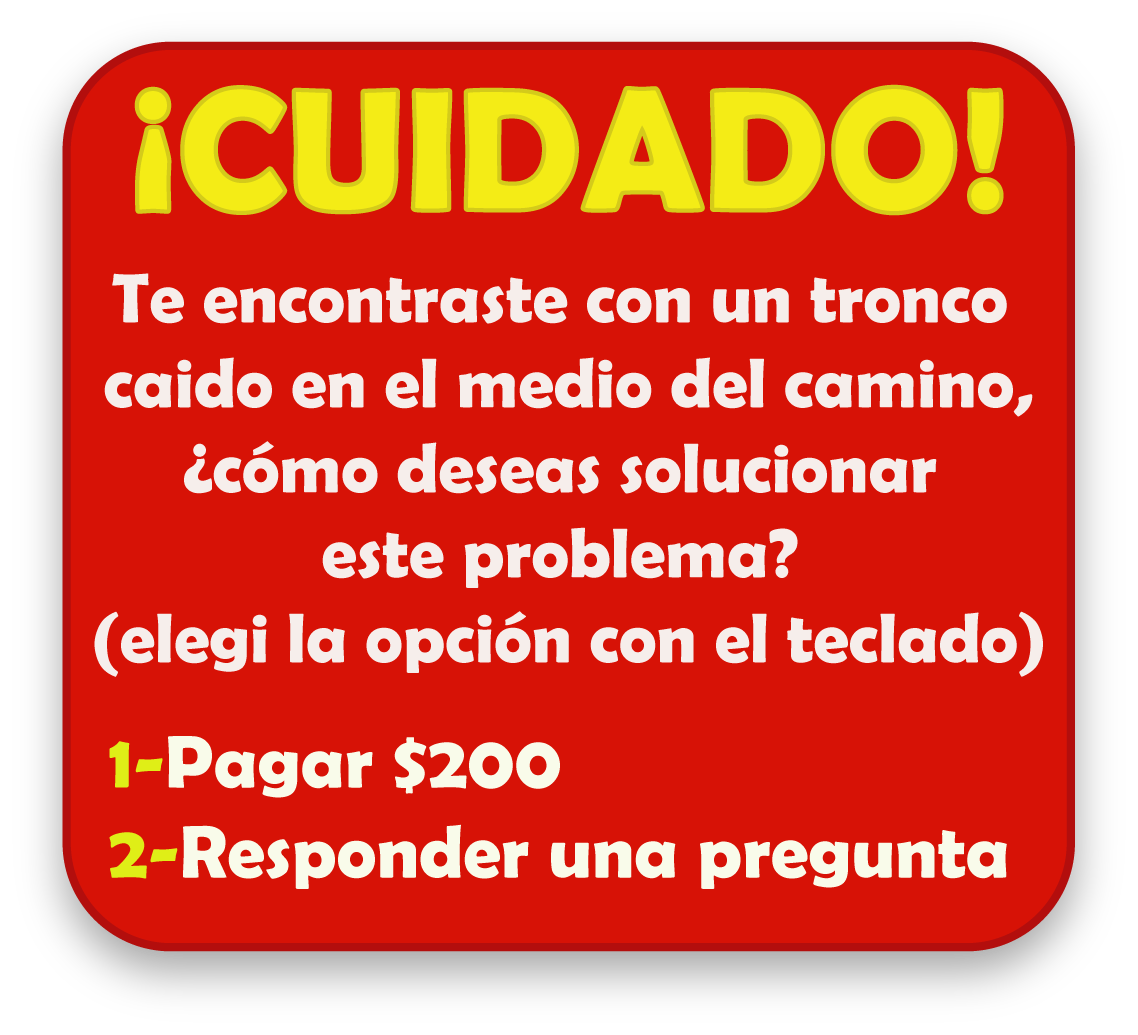 ¡CUIDADO!
Te encontraste con un tronco
caido en el medio del camino,
¿cómo deseas solucionar
este problema?
(elegi la opción con el teclado)
1-Pagar $200
2-Responder una pregunta